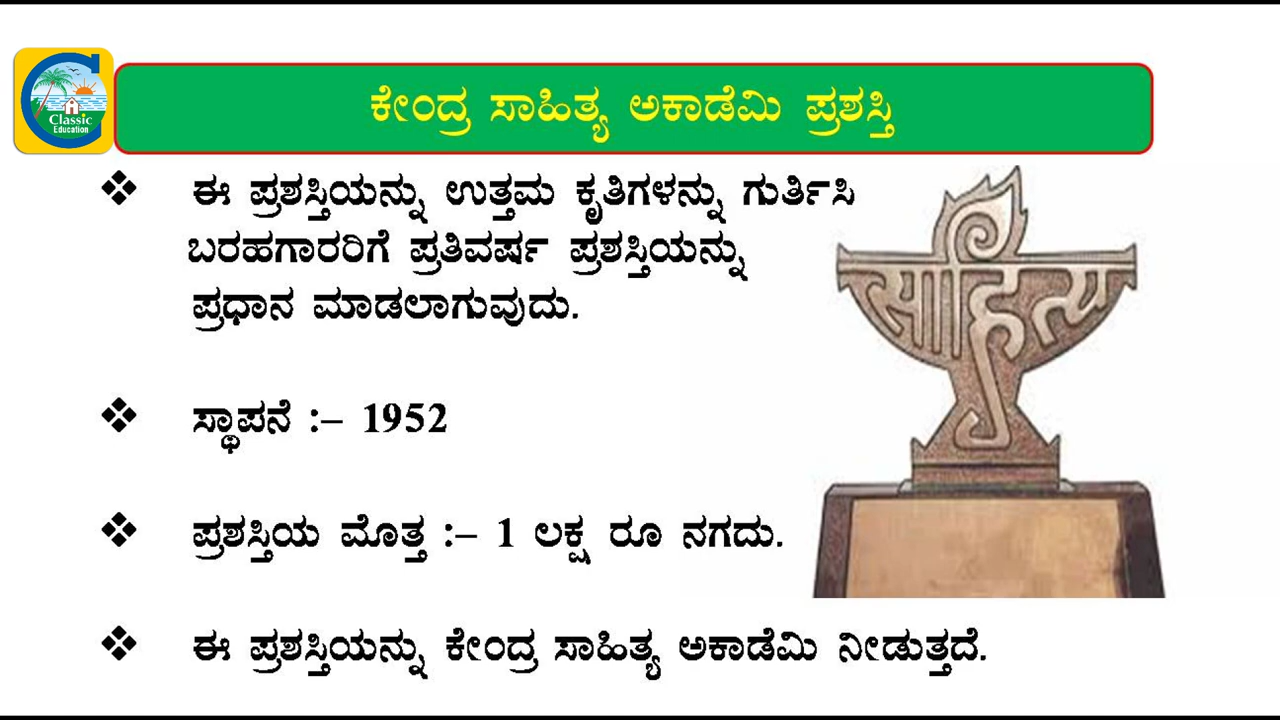 Classic
Education
ಕೇಂದ್ರ ಸಾಹಿತ್ಯ ಅಕಾಡೆಮಿ ಪ್ರಶಸ್ತಿ
❖ ಈ ಪ್ರಶಸ್ತಿಯನ್ನು ಉತ್ತಮ ಕೃತಿಗಳನ್ನು ಗುರ್ತಿಸಿ
ಬರಹಗಾರರಿಗೆ ಪ್ರತಿವರ್ಷ ಪ್ರಶಸ್ತಿಯನ್ನು
ಪ್ರಧಾನ ಮಾಡಲಾಗುವುದು.
साहित्य
❖ ಸ್ಥಾಪನೆ :– 1952
❖ ಪ್ರಶಸ್ತಿಯ ಮೊತ್ತ :– 1 ಲಕ್ಷ ರೂ ನಗದು.
❖ ಈ ಪ್ರಶಸ್ತಿಯನ್ನು ಕೇಂದ್ರ ಸಾಹಿತ್ಯ ಅಕಾಡೆಮಿ ನೀಡುತ್ತದೆ.